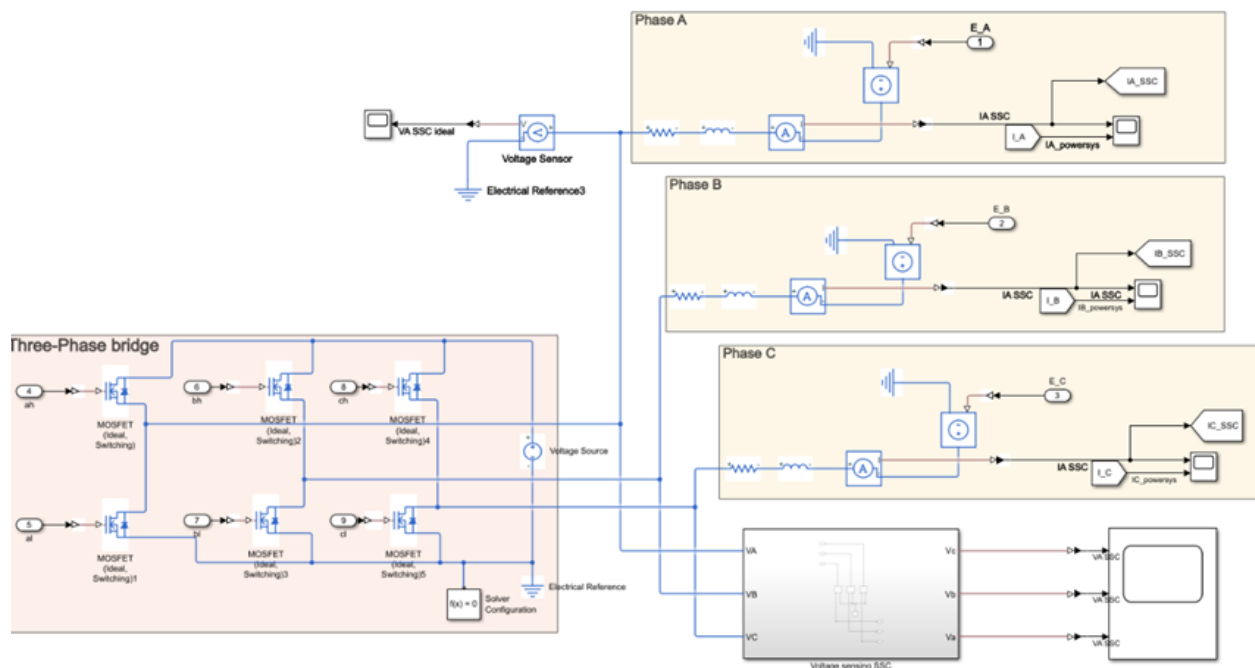 Phase A
E_A
1
IA_SSC
IA SSC
I_A
IA_powersys
A
VA SSC ideal
V
Voltage Sensor
Electrical Reference3
Phase B
E_B
2
IB_SSC
IA SSC
IA SSC
I_B
IB_powersys
A
Three-Phase bridge
4
ah
6
bh
8
ch
MOSFET
(Ideal,
Switching)
MOSFET
(Ideal,
Switching)2
MOSFET
(Ideal,
Switching)4
Voltage Source
5
al
7
bl
9
cl
MOSFET
(Ideal,
Switching)1
MOSFET
(Ideal,
Switching)3
MOSFET
(Ideal,
Switching)5
Electrical Reference
f(x) = 0
Solver
Configuration
Phase C
E_C
3
IC_SSC
IA SSC
I_C
IC_powersys
A
VA
VB
VC
Vc
Vb
Va
VA SSC
VA SSC
VA SSC
Voltage sensing SSC